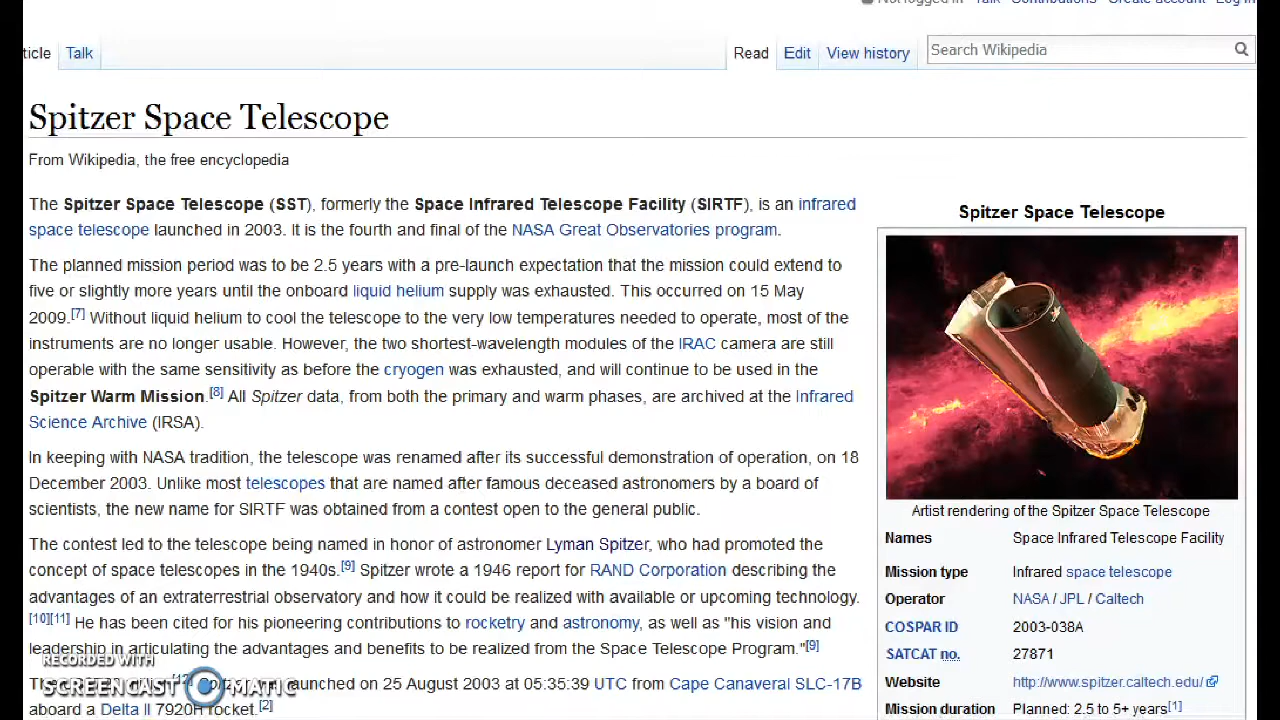 Not logged in Talk Contributions Create account Log in
ticle Talk Read Edit View history Search Wikipedia
Spitzer Space Telescope
From Wikipedia, the free encyclopedia
The Spitzer Space Telescope (SST), formerly the Space Infrared Telescope Facility (SIRTF), is an infrared
space telescope launched in 2003. It is the fourth and final of the NASA Great Observatories program.
The planned mission period was to be 2.5 years with a pre-launch expectation that the mission could extend to
five or slightly more years until the onboard liquid helium supply was exhausted. This occurred on 15 May
2009.[7] Without liquid helium to cool the telescope to the very low temperatures needed to operate, most of the
instruments are no longer usable. However, the two shortest-wavelength modules of the IRAC camera are still
operable with the same sensitivity as before the cryogen was exhausted, and will continue to be used in the
Spitzer Warm Mission.[8] All Spitzer data, from both the primary and warm phases, are archived at the Infrared
Science Archive (IRSA).
In keeping with NASA tradition, the telescope was renamed after its successful demonstration of operation, on 18
December 2003. Unlike most telescopes that are named after famous deceased astronomers by a board of
scientists, the new name for SIRTF was obtained from a contest open to the general public.
The contest led to the telescope being named in honor of astronomer Lyman Spitzer, who had promoted the
concept of space telescopes in the 1940s.[9] Spitzer wrote a 1946 report for RAND Corporation describing the
advantages of an extraterrestrial observatory and how it could be realized with available or upcoming technology.
[10][11] He has been cited for his pioneering contributions to rocketry and astronomy, as well as "his vision and
leadership in articulating the advantages and benefits to be realized from the Space Telescope Program."[9]
launched on 25 August 2003 at 05:35:39 UTC from Cape Canaveral SLC-17B
aboard a Delta II 7920H rocket.[2]
Spitzer Space Telescope
Artist rendering of the Spitzer Space Telescope
Names Space Infrared Telescope Facility
Mission type Infrared space telescope
Operator NASA / JPL / Caltech
COSPAR ID 2003-038A
SATCAT no. 27871
Website http://www.spitzer.caltech.edu/
Mission duration Planned: 2.5 to 5+ years[1]
RECORDED WITH
SCREENCAST MATIC